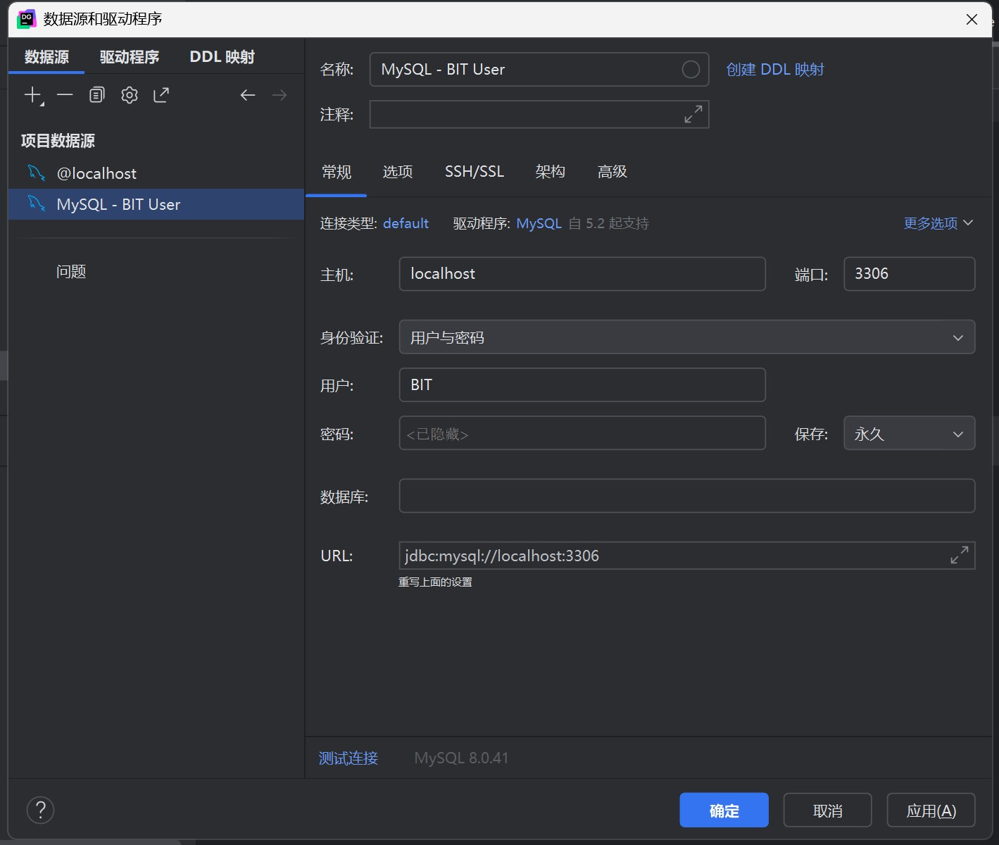 数据源和驱动程序
数据源 驱动程序 DDL 映射
项目数据源
@localhost
MySQL - BIT User
问题
名称: MySQL - BIT User 创建 DDL 映射
注释:
常规 选项 SSH/SSL 架构 高级
连接类型: default 驱动程序: MySQL 自 5.2 起支持 更多选项
主机: localhost 端口: 3306
身份验证: 用户与密码
用户: BIT
密码: <已隐藏> 保存: 永久
数据库:
URL: jdbc:mysql://localhost:3306
重写上面的设置
测试连接 MySQL 8.0.41
? 确定 取消 应用(A)